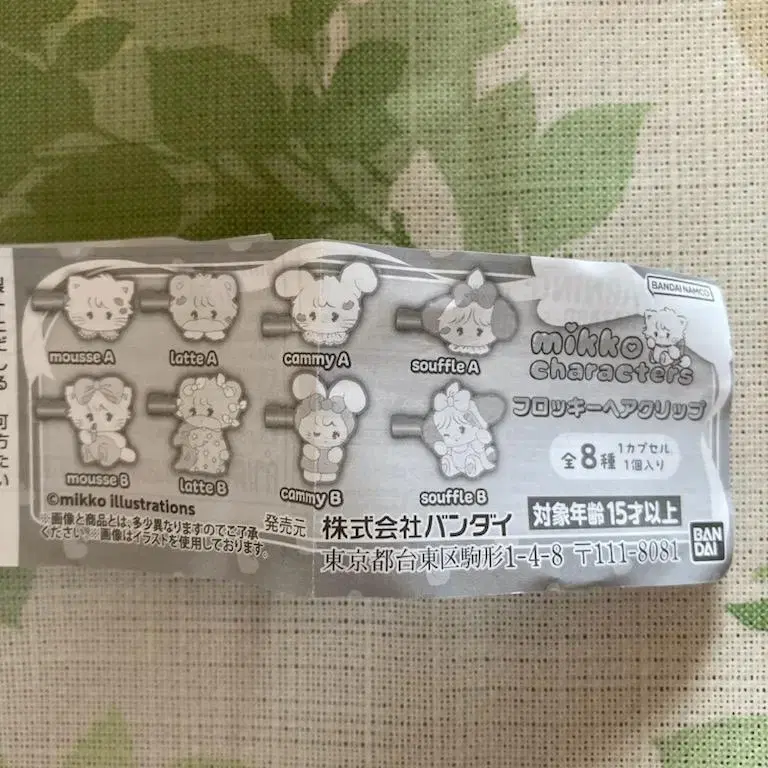 BANDAI NAMCO
mousse A
latte A
cammy A
souffle A
mikko
characters
フロッキーヘアクリップ
mousse B
latte B
cammy B
souffle B
全8種
1カプセル
1個入り
©mikko illustrations
※画像と商品とは、多少異なりますのでご了承
ください。※画像はイラストを使用しております。
発売元
株式会社バンダイ
対象年齢 15才以上
東京都台東区駒形1-4-8 〒111-8081
BAN
DAI